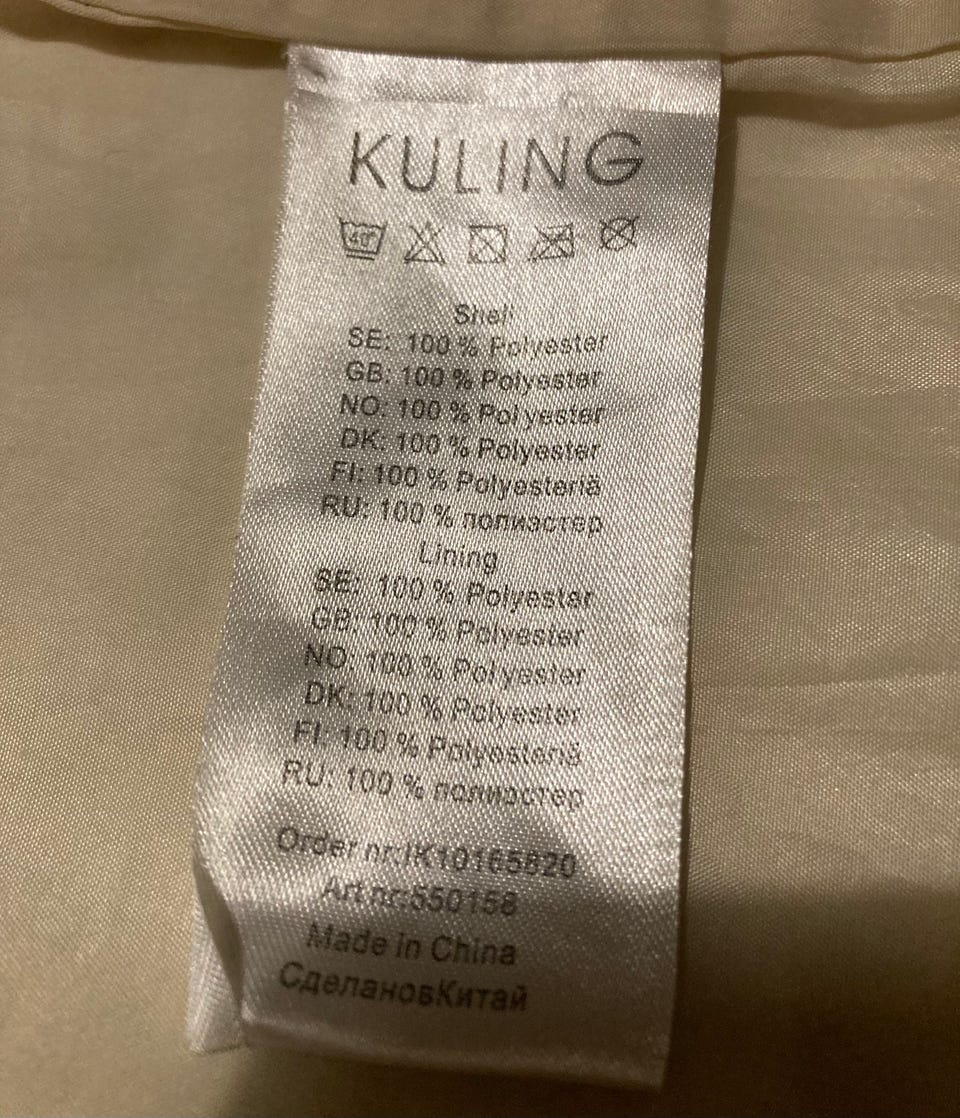 KULING
40°
Shell
SE: 100 % Polyester
GB: 100 % Polyester
NO: 100 % Polyester
DK: 100 % Polyester
FI: 100 % Polyesteriä
RU: 100 % полиэстер
Lining
SE: 100 % Polyester
GB: 100 % Polyester
NO: 100 % Polyester
DK: 100 % Polyester
FI: 100 % Polyesteriä
RU: 100 % полиэстер
Order nr:IK10165820
Art nr:550158
Made in China
СделановКитай